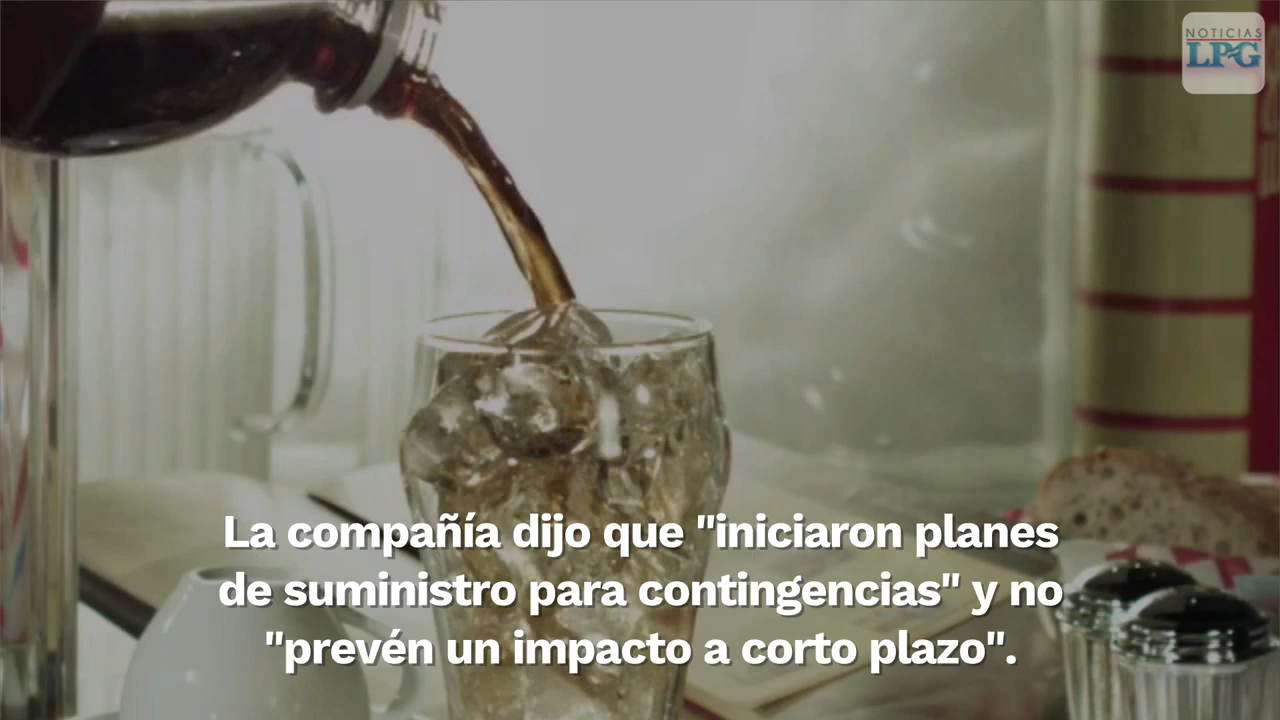 NOTICIAS
LPG
La compañía dijo que "iniciaron planes
de suministro para contingencias" y no
"prevén un impacto a corto plazo".